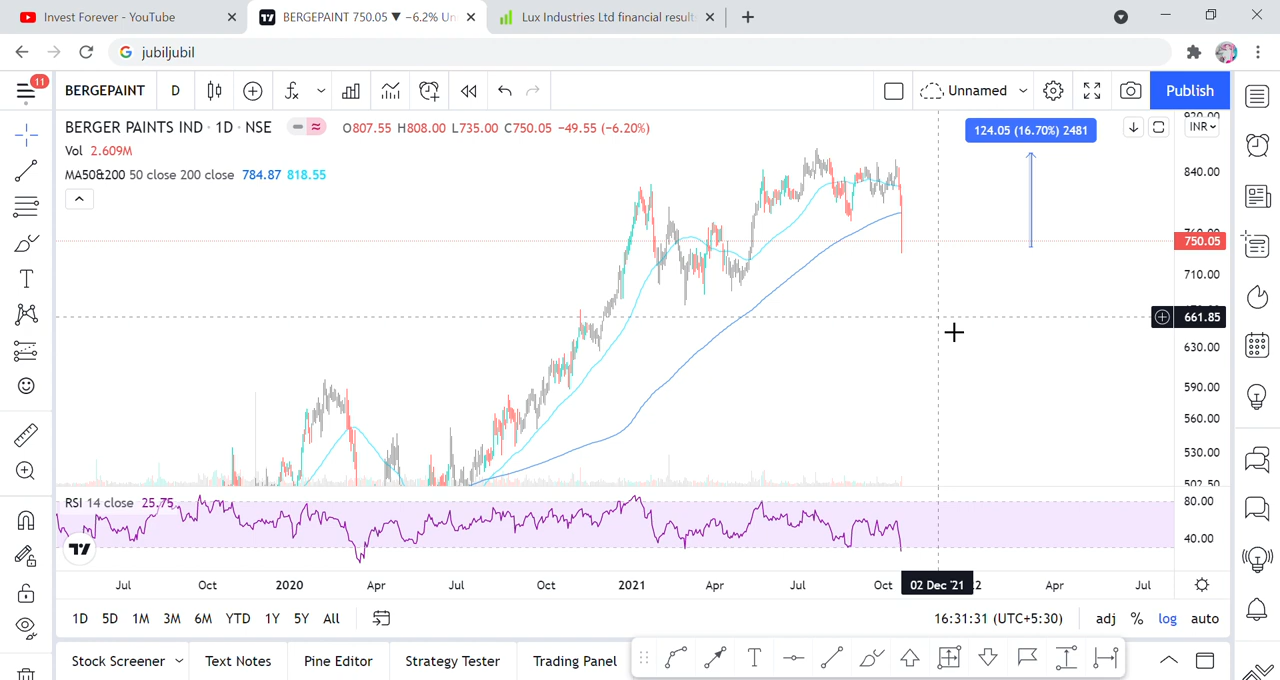 Invest Forever - YouTube
BERGEPAINT 750.05 ▼ −6.2% Un
Lux Industries Ltd financial result
jubiljubil
11
BERGEPAINT
D
Unnamed
Publish
BERGER PAINTS IND · 1D · NSE
O807.55 H808.00 L735.00 C750.05 −49.55 (−6.20%)
124.05 (16.70%) 2481
INR
Vol 2.609M
MA50&200 50 close 200 close 784.87 818.55
840.00
750.05
710.00
661.85
630.00
590.00
560.00
530.00
502.50
RSI 14 close 25.75
80.00
40.00
Jul Oct 2020 Apr Jul Oct 2021 Apr Jul Oct 02 Dec '21 Apr Jul
1D 5D 1M 3M 6M YTD 1Y 5Y All
16:31:31 (UTC+5:30) adj % log auto
Stock Screener Text Notes Pine Editor Strategy Tester Trading Panel